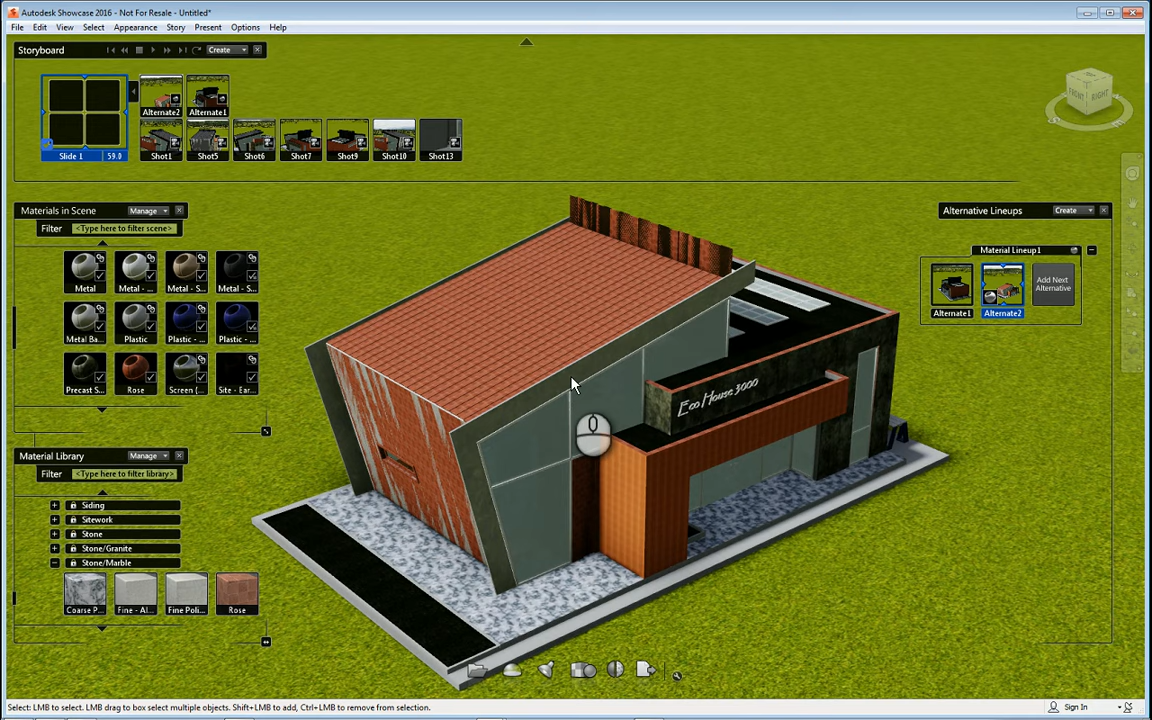 Autodesk Showcase 2016 - Not For Resale - Untitled*
File Edit View Select Appearance Story Present Options Help
Storyboard Create
Alternate2 Alternate1
Slide 1 59.0 Shot1 Shot5 Shot6 Shot7 Shot9 Shot10 Shot13
FRONT RIGHT
S
Materials in Scene Manage
Filter <Type here to filter scene>
Metal Metal - ... Metal - S... Metal - S...
Metal Ba... Plastic Plastic - ... Plastic - ...
Precast S... Rose Screen (... Site - Ear...
Alternative Lineups Create
Material Lineup1
Alternate1 Alternate2 Add Next Alternative
Eco House 3000
Material Library Manage
Filter <Type here to filter library>
Siding
Sitework
Stone
Stone/Granite
Stone/Marble
Coarse P... Fine - Al... Fine Poli... Rose
Select: LMB to select. LMB drag to box select multiple objects. Shift+LMB to add, Ctrl+LMB to remove from selection.
Sign In